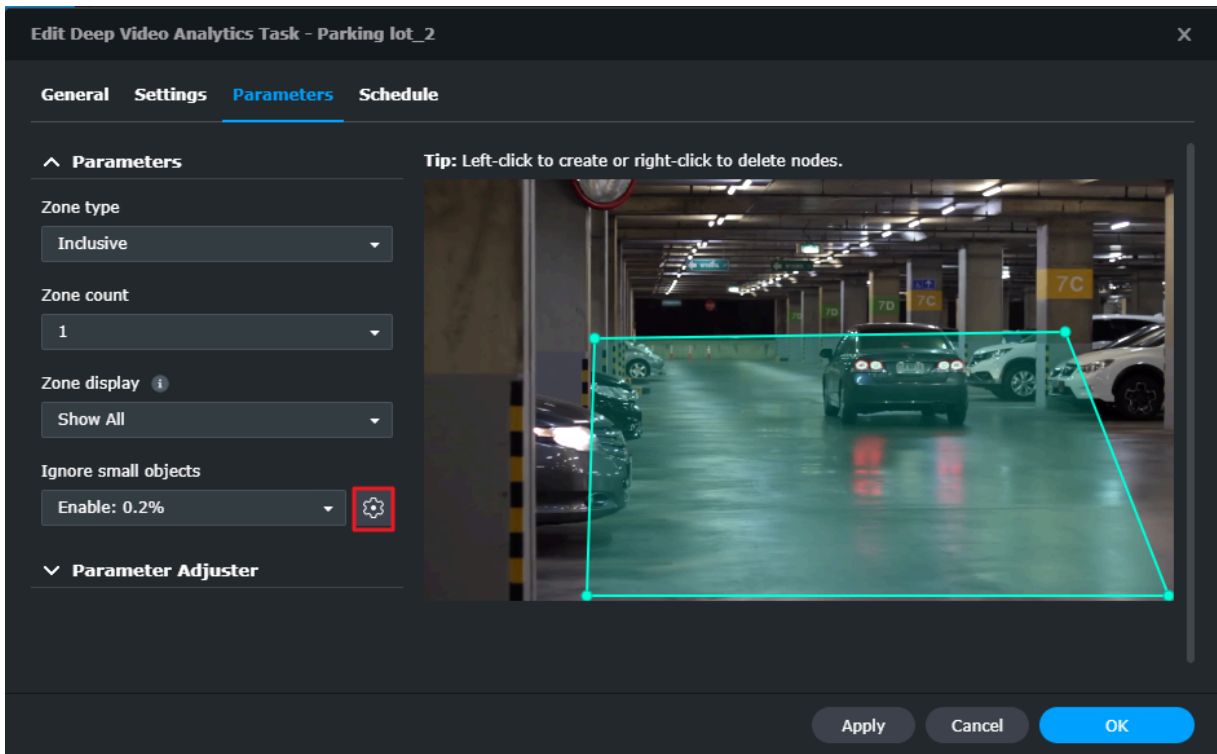 Edit Deep Video Analytics Task - Parking lot_2
General Settings Parameters Schedule
Parameters
Tip: Left-click to create or right-click to delete nodes.
Zone type
Inclusive
Zone count
1
Zone display
Show All
Ignore small objects
Enable: 0.2%
Parameter Adjuster
7C
7D
7C
7D
7D
Apply Cancel OK